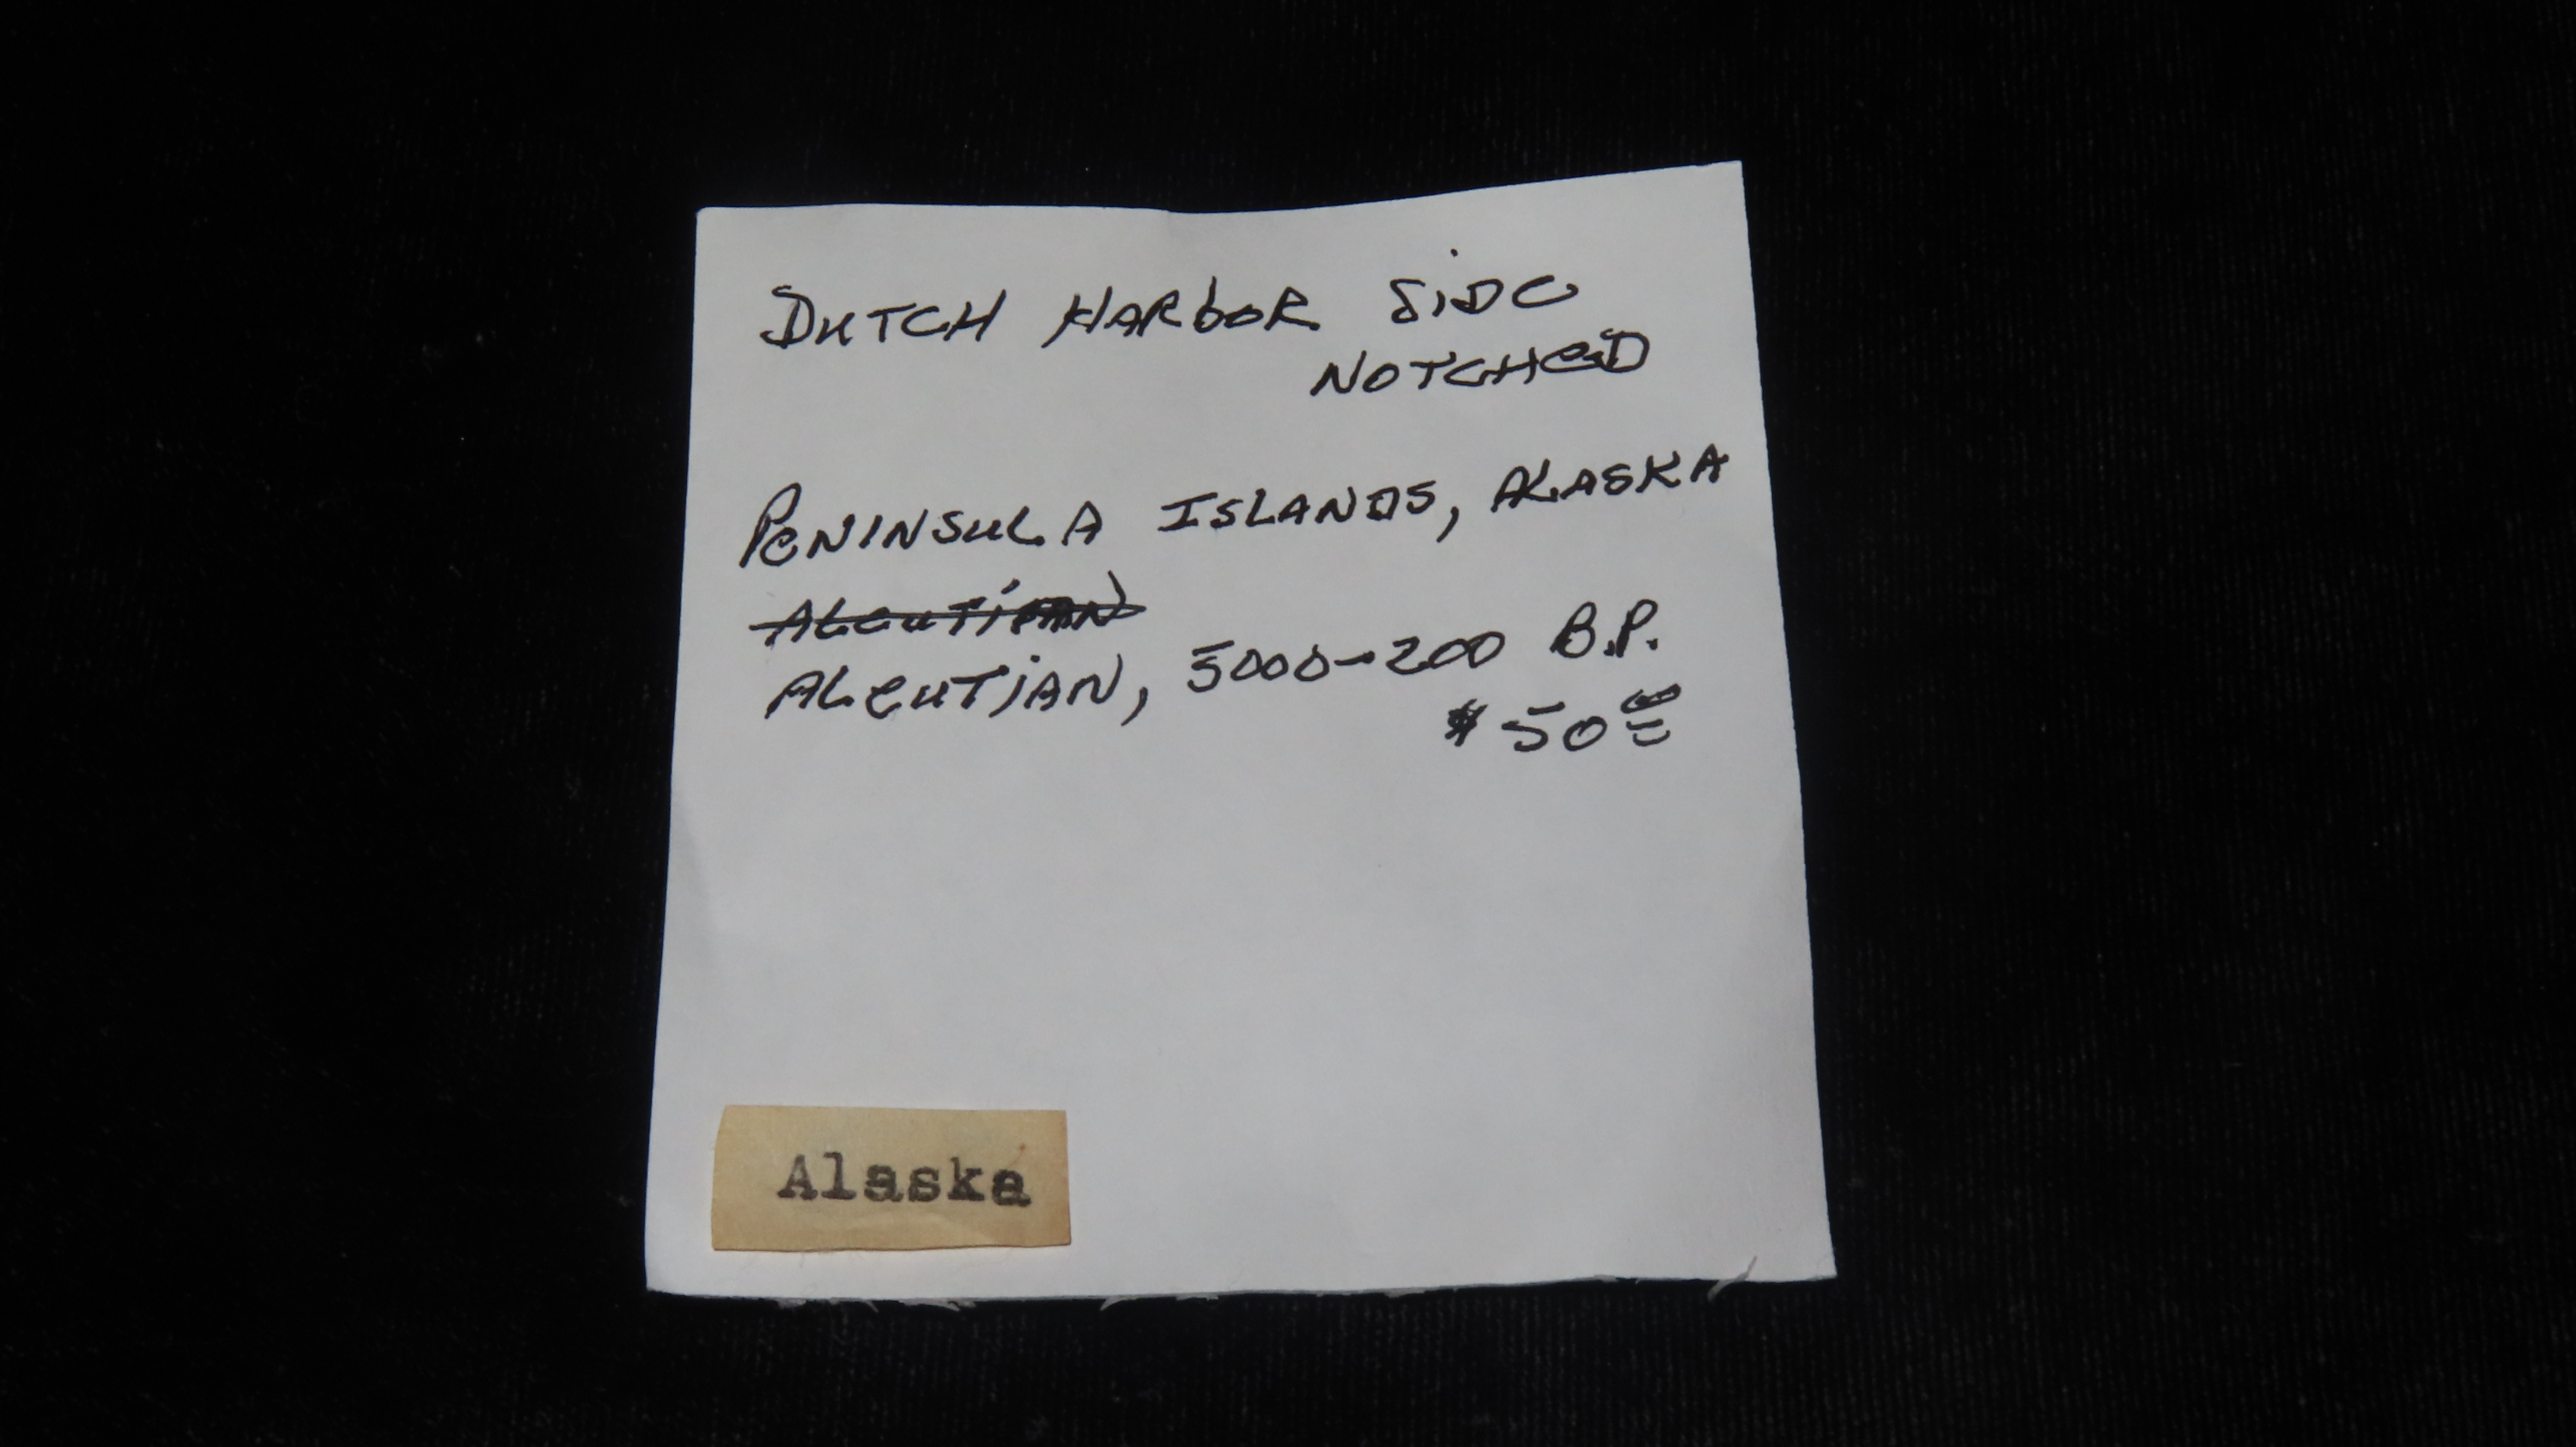 DUTCH HARbOR SiDe
NOTCHeD
PeNINSULA ISLANDS, ALASKA
ALeuTiAN
ALeuTiAN, 5000-200 B.P.
$50.00
Alaska